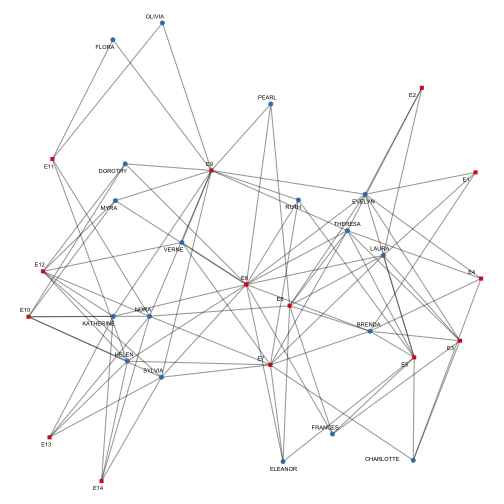 OLIVIA
FLORA
E2
PEARL
E11
E9
DOROTHY
E1
EVELYN
MYRA
RUTH
THERESA
VERNE
LAURA
E12
E8
E4
E6
E10
NORA
KATHERINE
BRENDA
E3
HELEN
E7
E5
SYLVIA
FRANCES
E13
CHARLOTTE
ELEANOR
E14